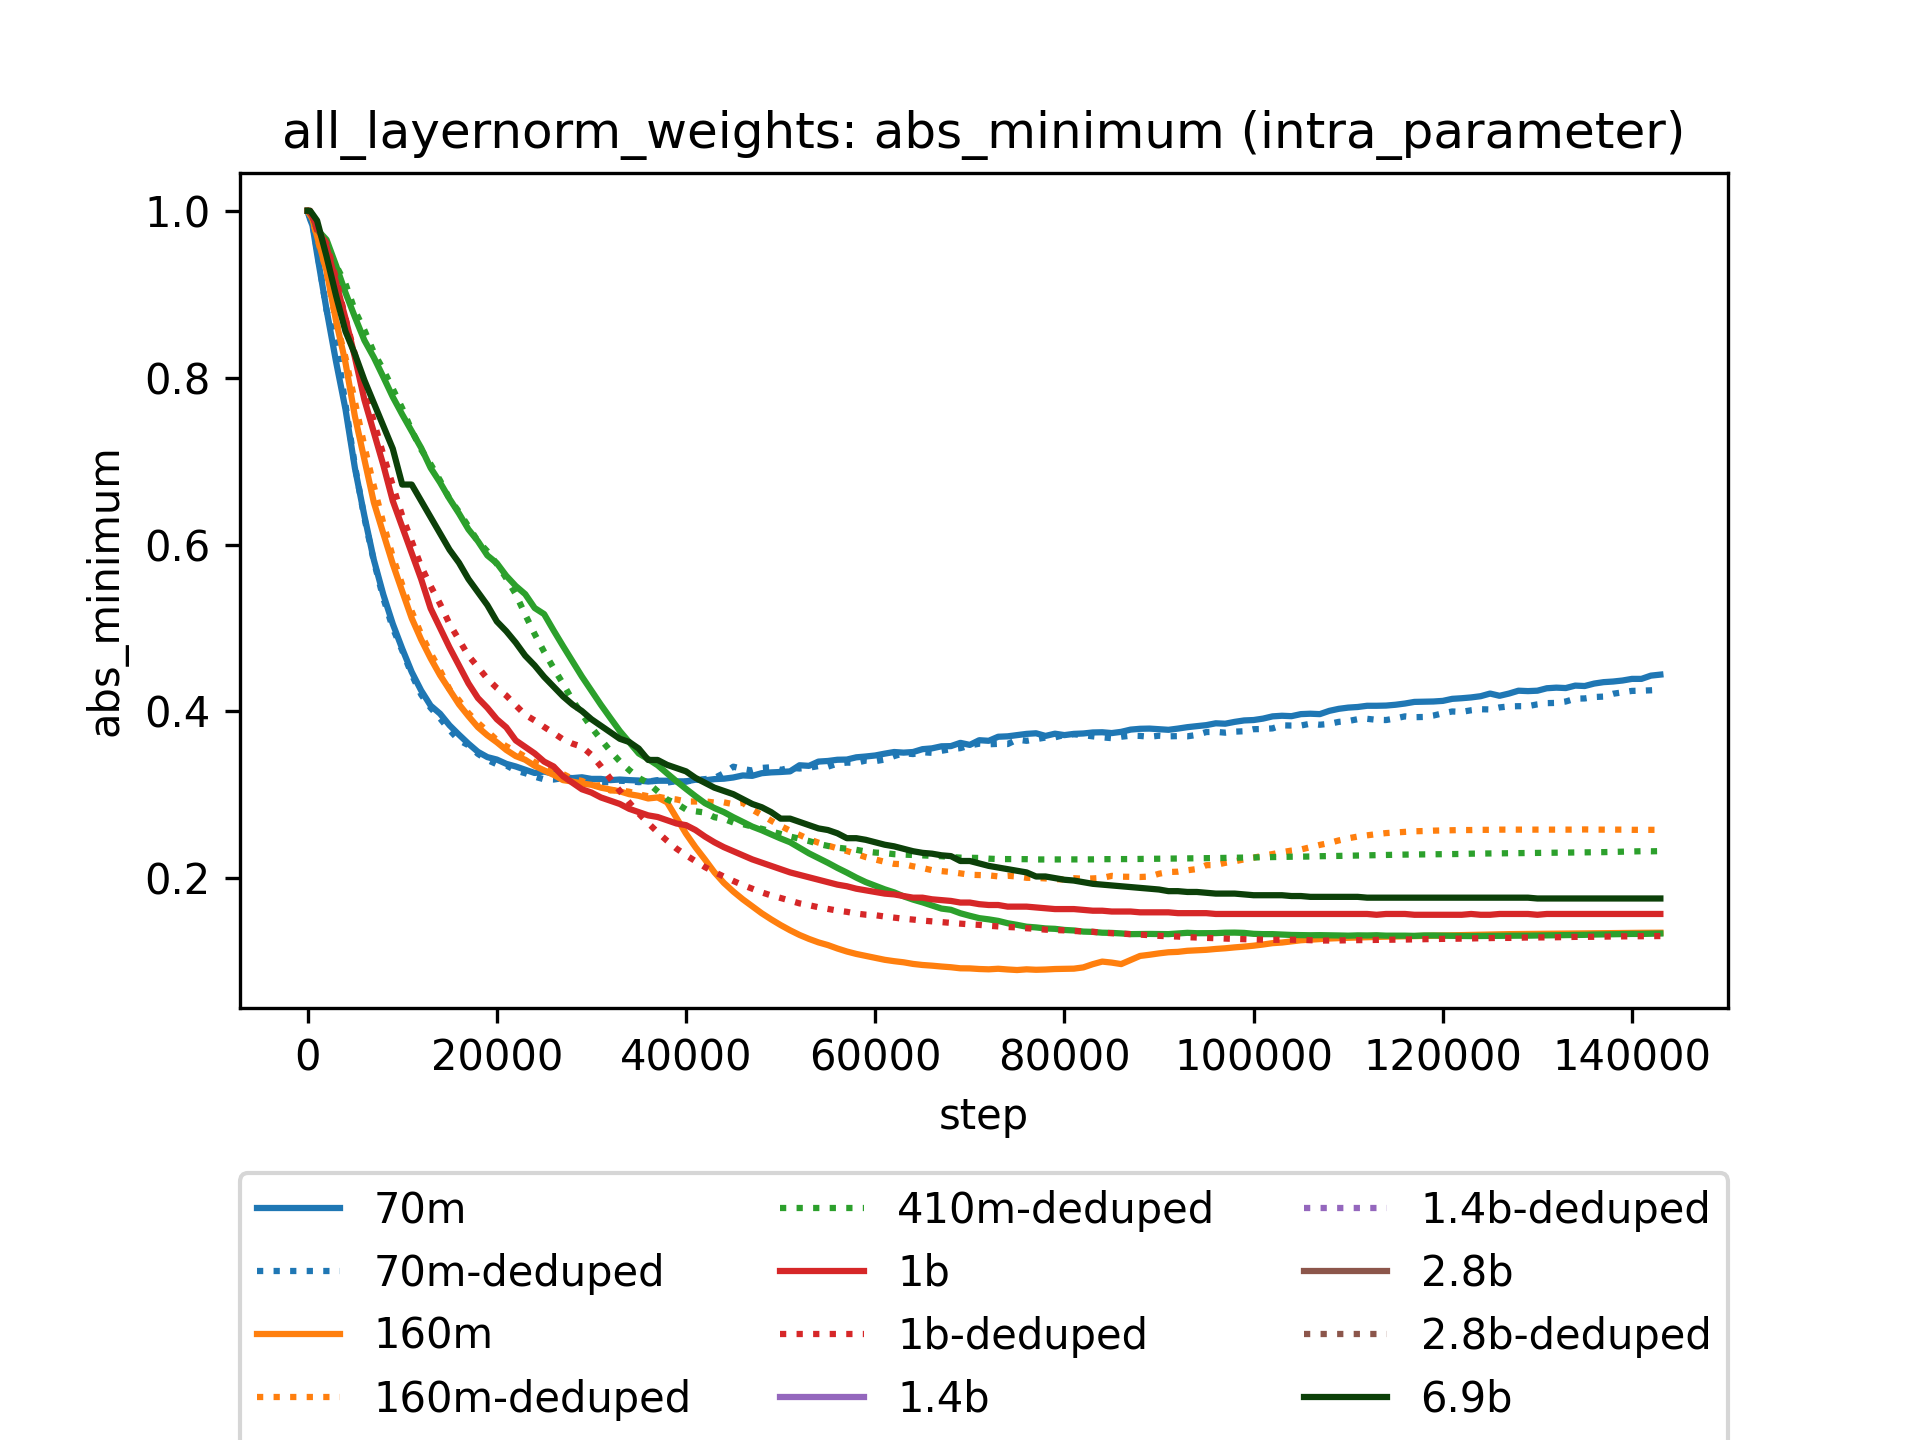 all_layernorm_weights: abs_minimum (intra_parameter)
1.0
0.8
0.6
0.4
0.2
abs_minimum
0 20000 40000 60000 80000 100000 120000 140000
step
70m 410m-deduped 1.4b-deduped
70m-deduped 1b 2.8b
160m 1b-deduped 2.8b-deduped
160m-deduped 1.4b 6.9b